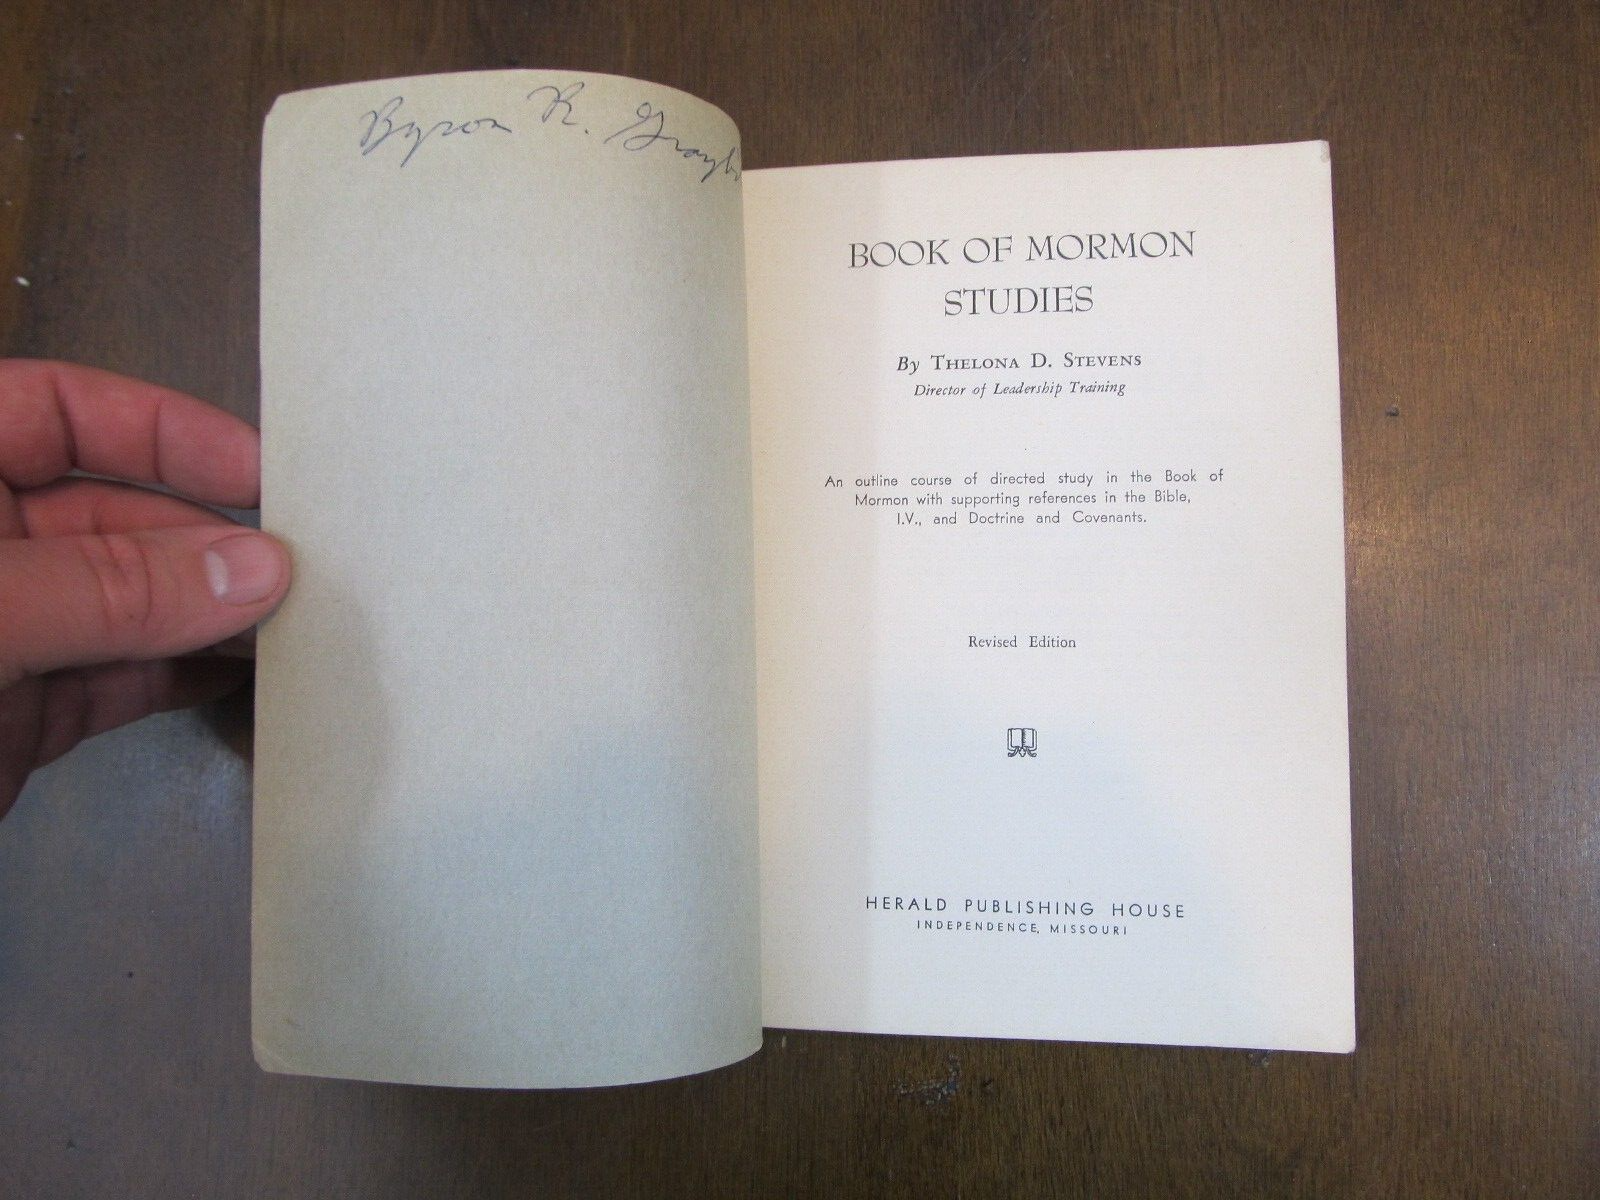 Byron R.
BOOK OF MORMON
STUDIES
By THELONA D. STEVENS
Director of Leadership Training
An outline course of directed study in the Book of
Mormon with supporting references in the Bible,
I.V., and Doctrine and Covenants.
Revised Edition
HERALD PUBLISHING HOUSE
INDEPENDENCE, MISSOURI